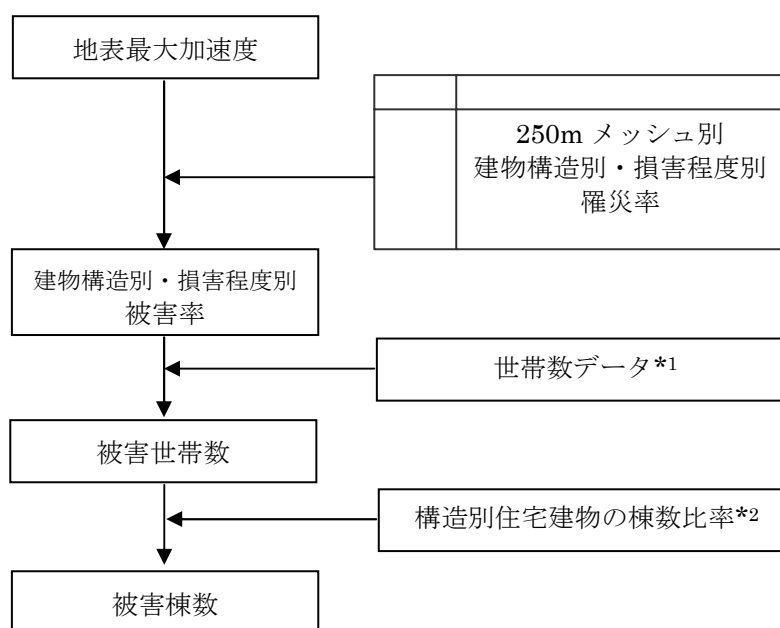 地表最大加速度
250m メッシュ別
建物構造別・損害程度別
罹災率
建物構造別・損害程度別
被害率
世帯数データ*1
被害世帯数
構造別住宅建物の棟数比率*2
被害棟数